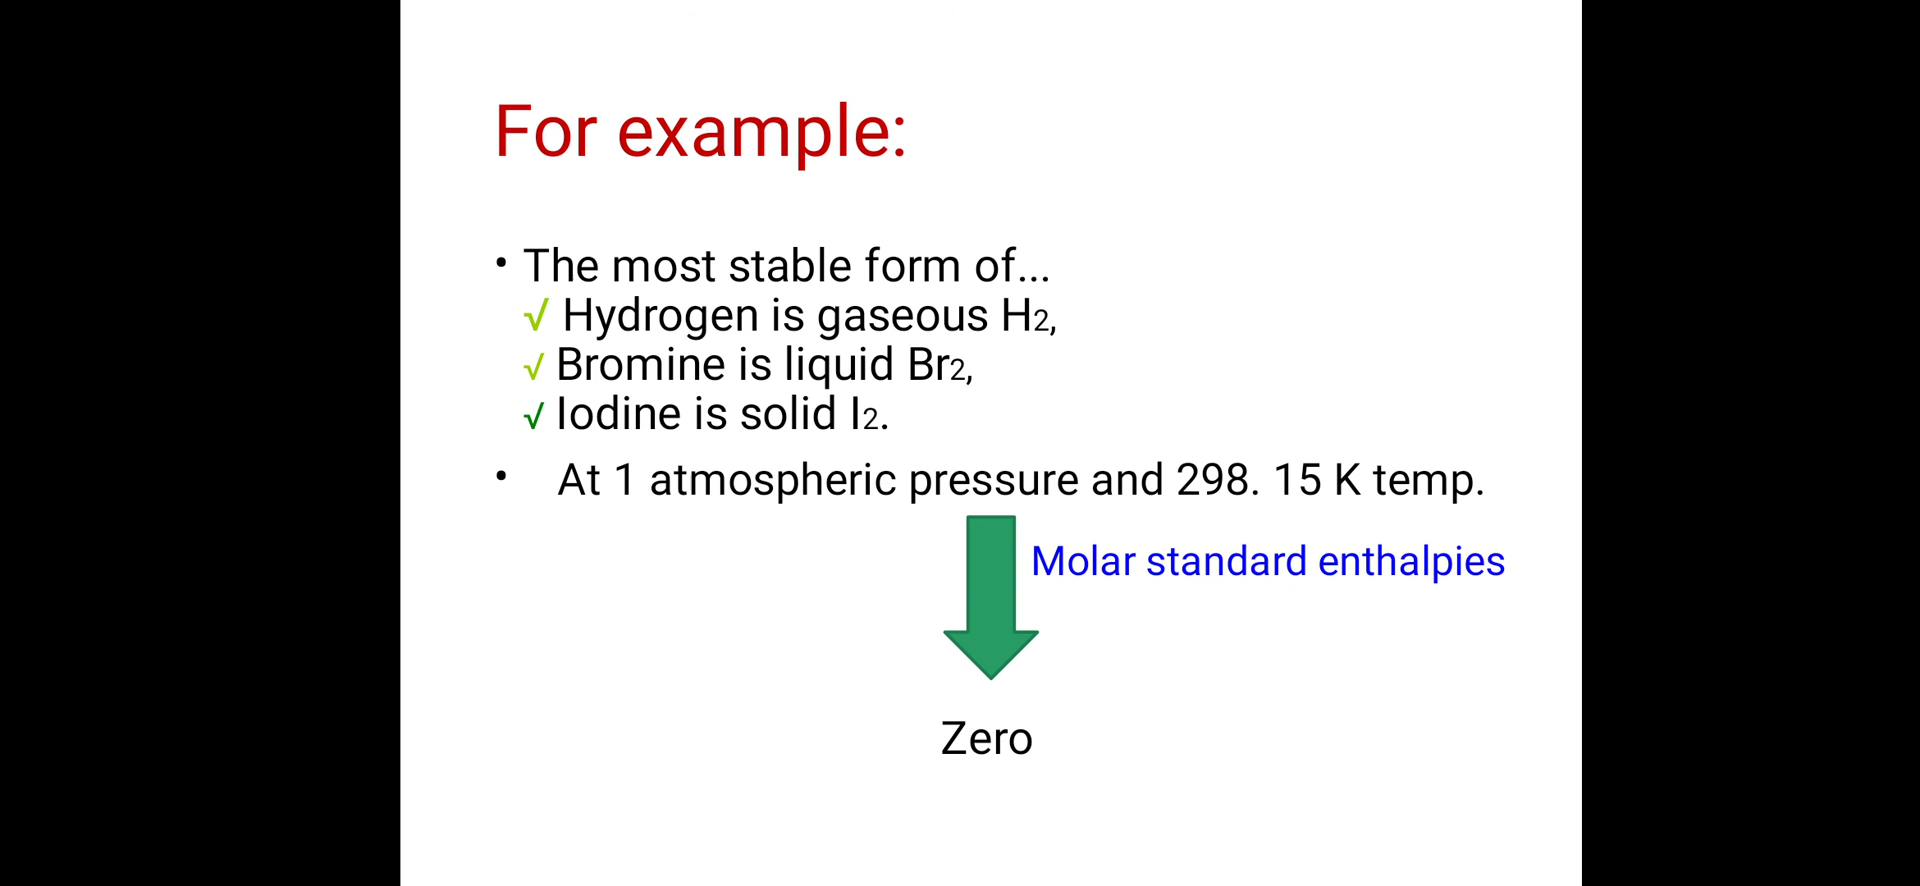 For example:
• The most stable form of...
√ Hydrogen is gaseous H2,
√ Bromine is liquid Br2,
√ Iodine is solid I2.
• At 1 atmospheric pressure and 298. 15 K temp.
Molar standard enthalpies
Zero